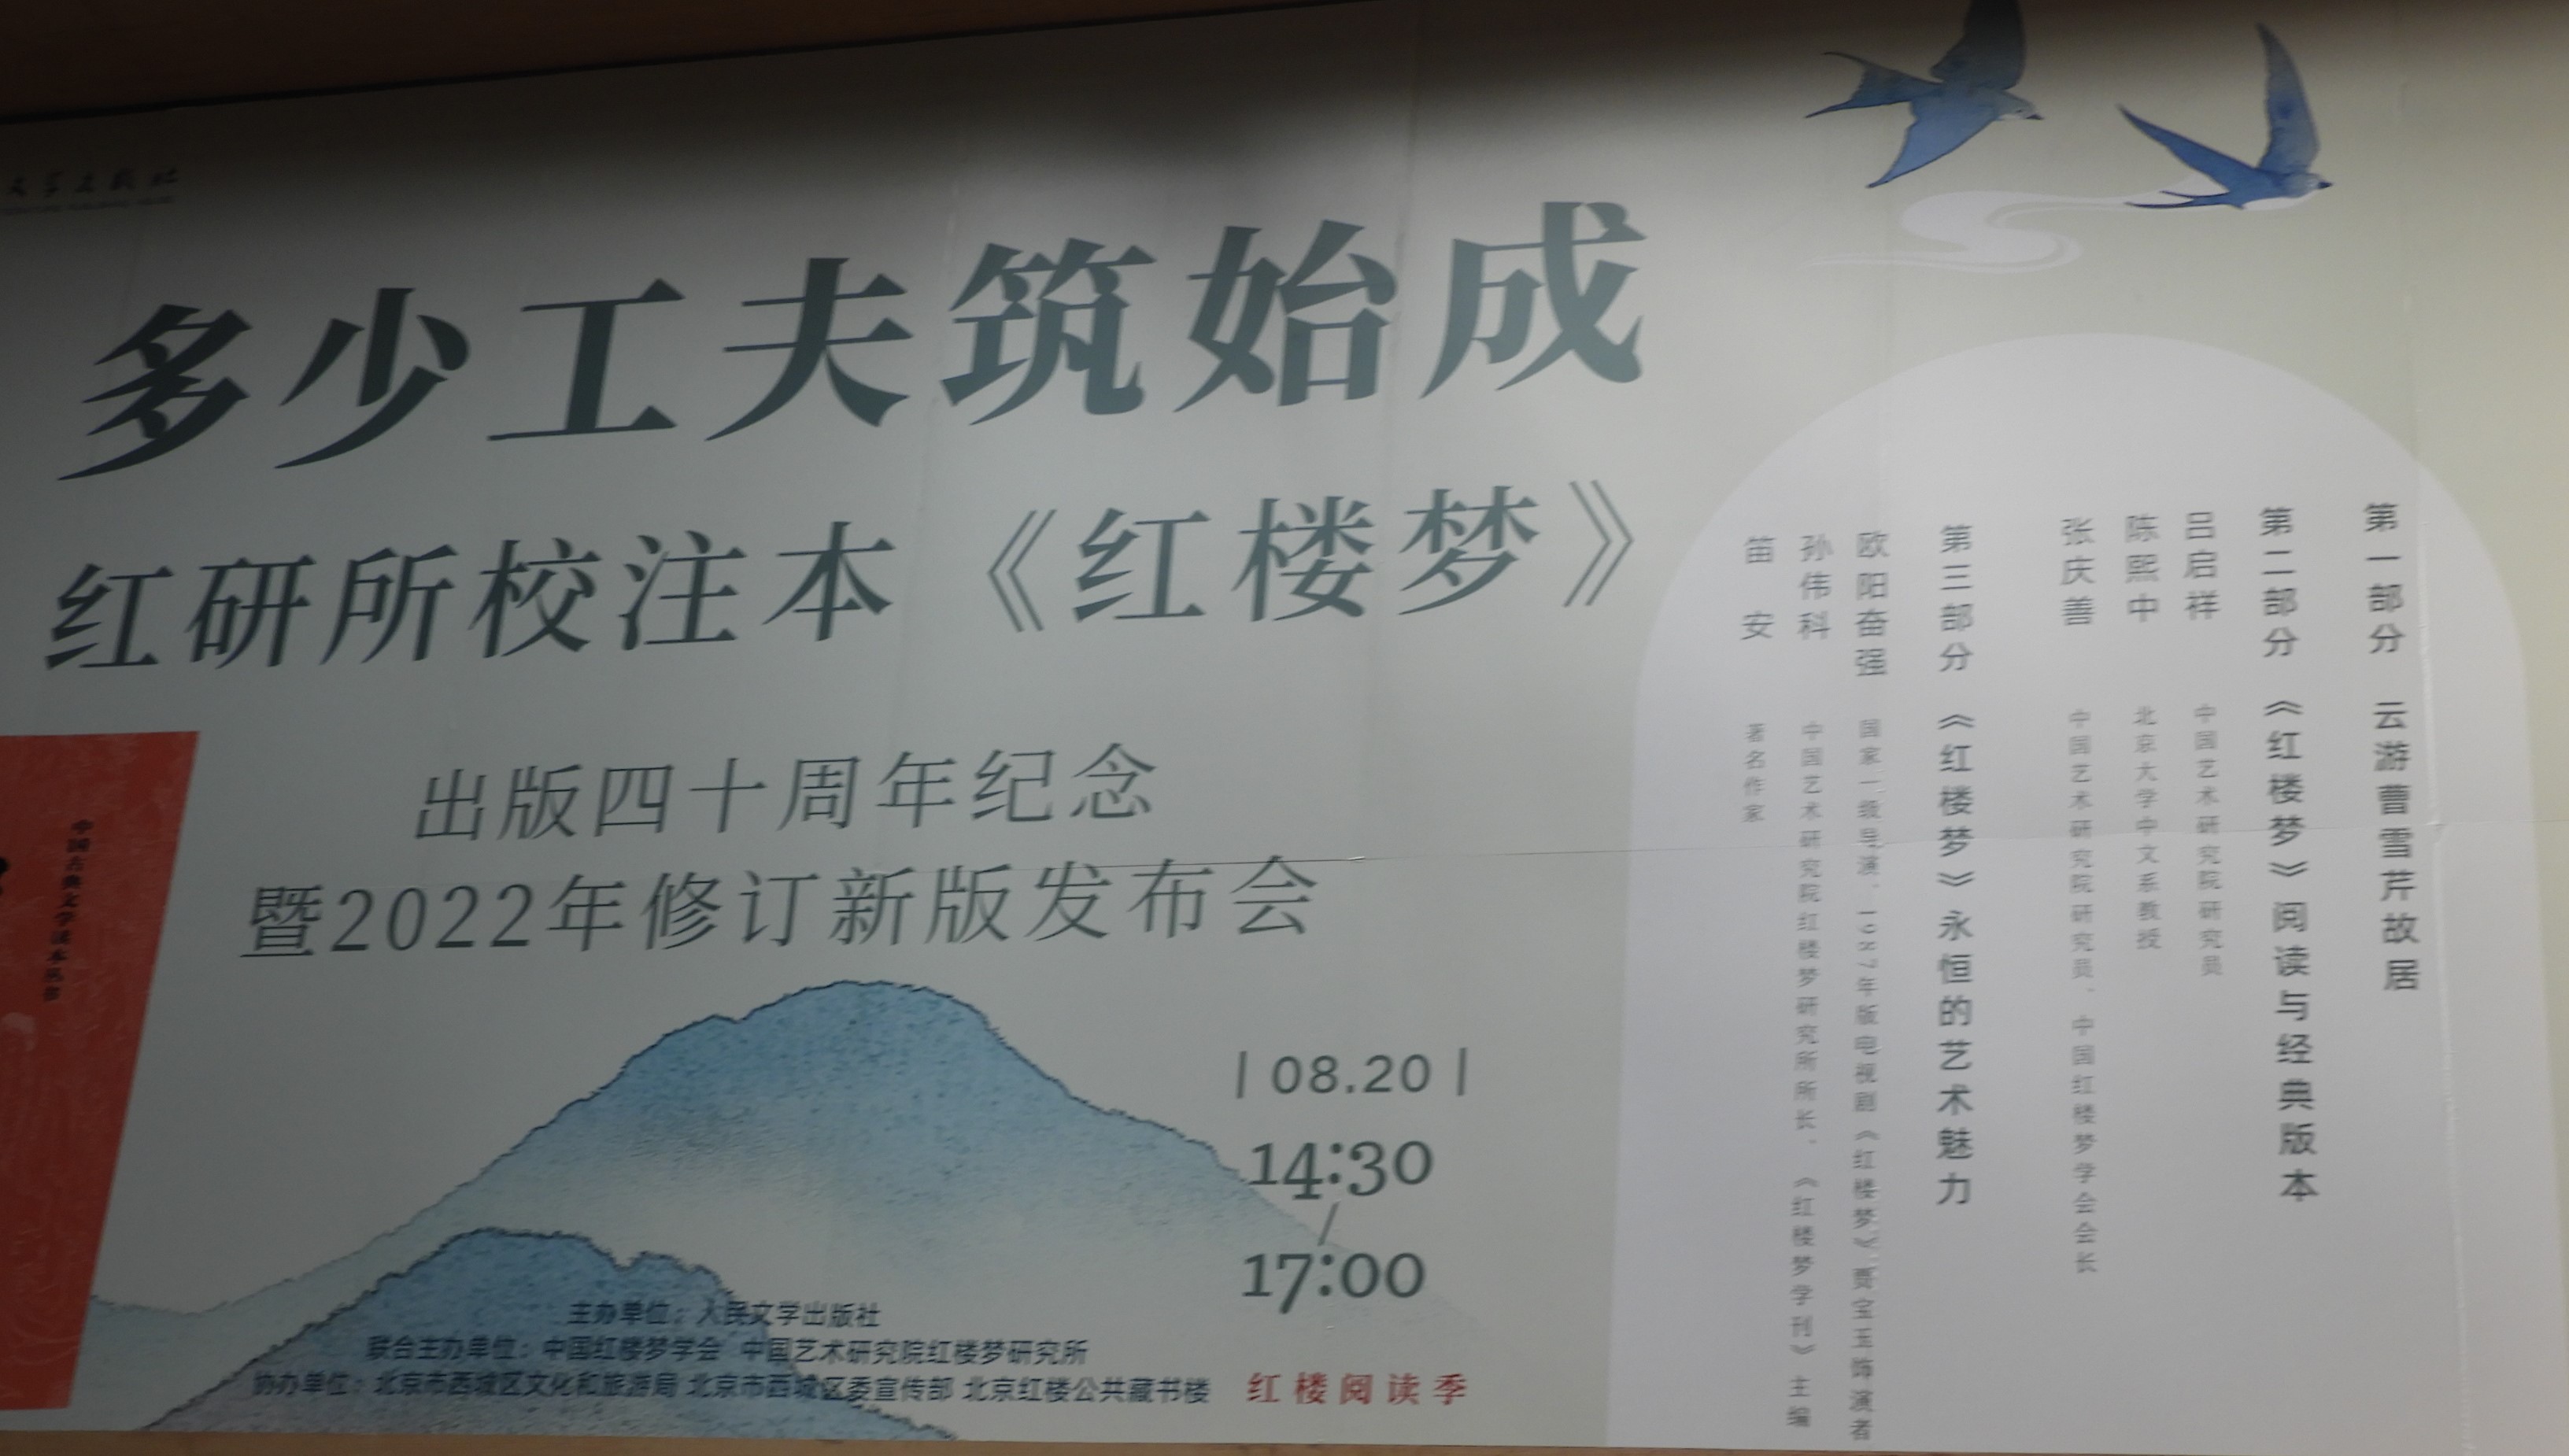 文学出版社
多少工夫筑始成
红研所校注本《红楼梦》
出版四十周年纪念
暨2022年修订新版发布会
中国古典文学读本丛书
| 08.20 |
14:30
/
17:00
主办单位：人民文学出版社
联合主办单位：中国红楼梦学会 中国艺术研究院红楼梦研究所
协办单位：北京市西城区文化和旅游局 北京市西城区委宣传部 北京红楼公共藏书楼
红楼阅读季
第一部分 云游曹雪芹故居
第二部分 《红楼梦》阅读与经典版本
吕启祥 中国艺术研究院研究员
陈熙中 北京大学中文系教授
张庆善 中国艺术研究院研究员、中国红楼梦学会会长
第三部分 《红楼梦》永恒的艺术魅力
欧阳奋强 国家一级导演、1987年版电视剧《红楼梦》贾宝玉饰演者
孙伟科 中国艺术研究院红楼梦研究所所长、《红楼梦学刊》主编
笛 安 著名作家